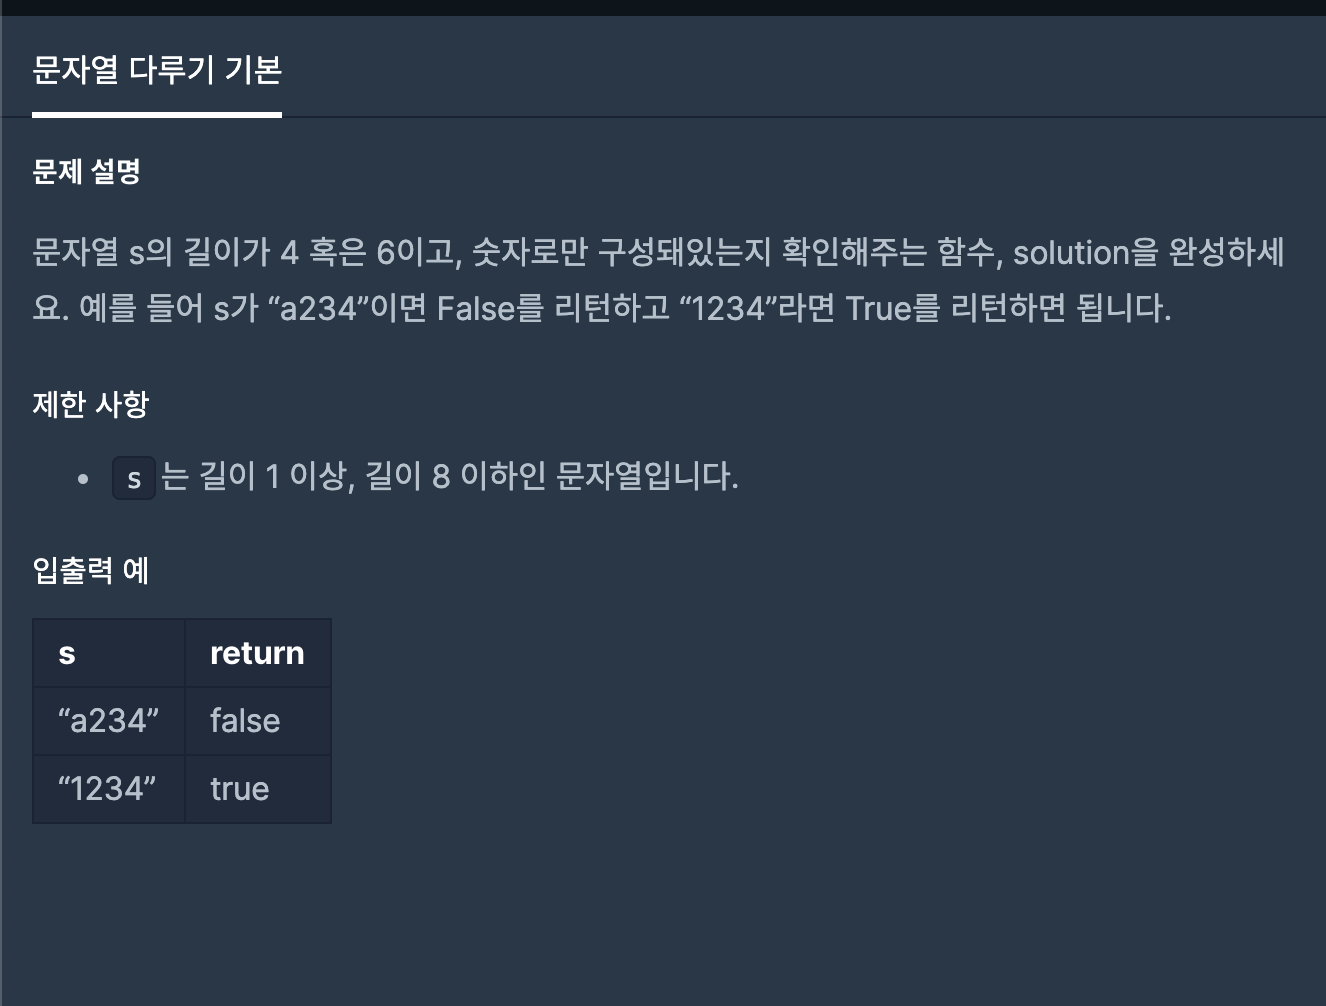 문자열 다루기 기본
문제 설명
문자열 s의 길이가 4 혹은 6이고, 숫자로만 구성돼있는지 확인해주는 함수, solution을 완성하세
요. 예를 들어 s가 “a234”이면 False를 리턴하고 “1234”라면 True를 리턴하면 됩니다.
제한 사항
• s는 길이 1 이상, 길이 8 이하인 문자열입니다.
입출력 예
s return
“a234” false
“1234” true